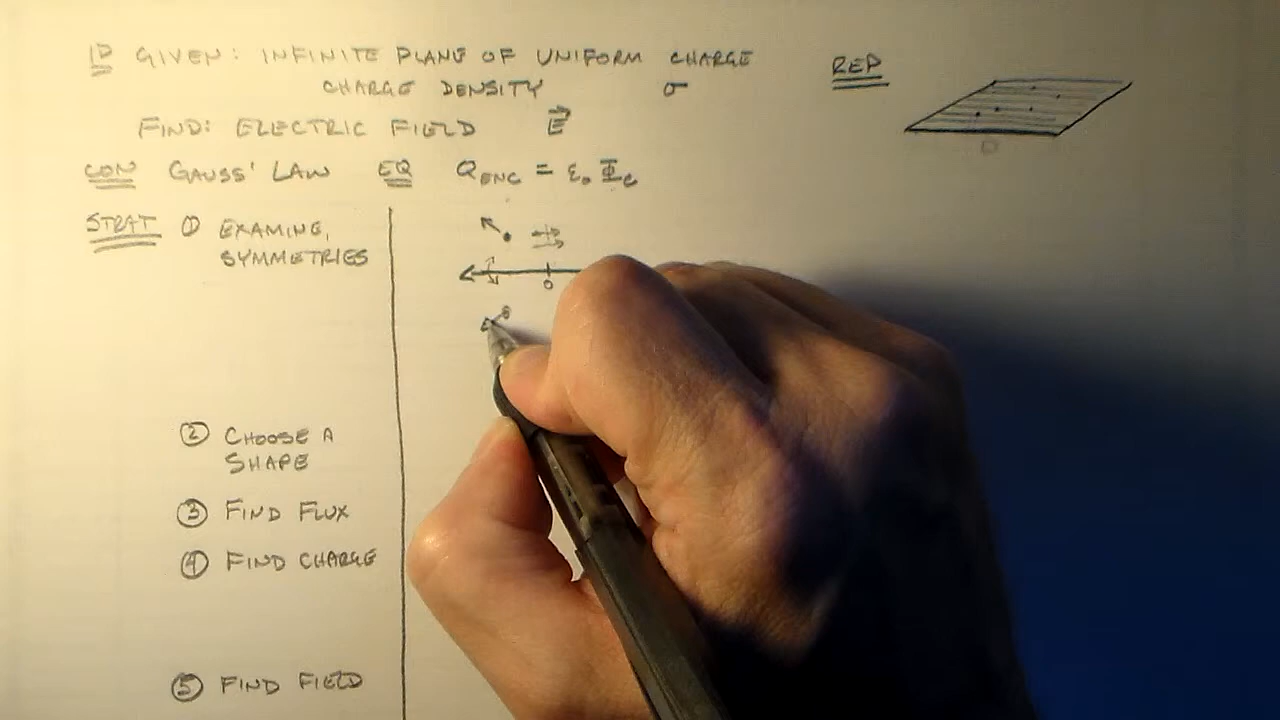 ID GIVEN: INFINITE PLANE OF UNIFORM CHARGE
CHARGE DENSITY σ
REP
FIND: ELECTRIC FIELD E⃗
CON GAUSS' LAW EQ Q_ENC = ε₀ Φ_E
STRAT ① EXAMINE,
SYMMETRIES
0
② CHOOSE A
SHAPE
③ FIND FLUX
④ FIND CHARGE
⑤ FIND FIELD